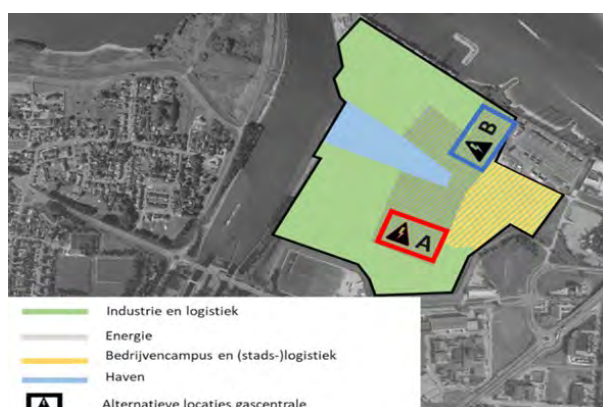 B
A
Industrie en logistiek
Energie
Bedrijvencampus en (stads-)logistiek
Haven
Alternatieve locaties gascentrale